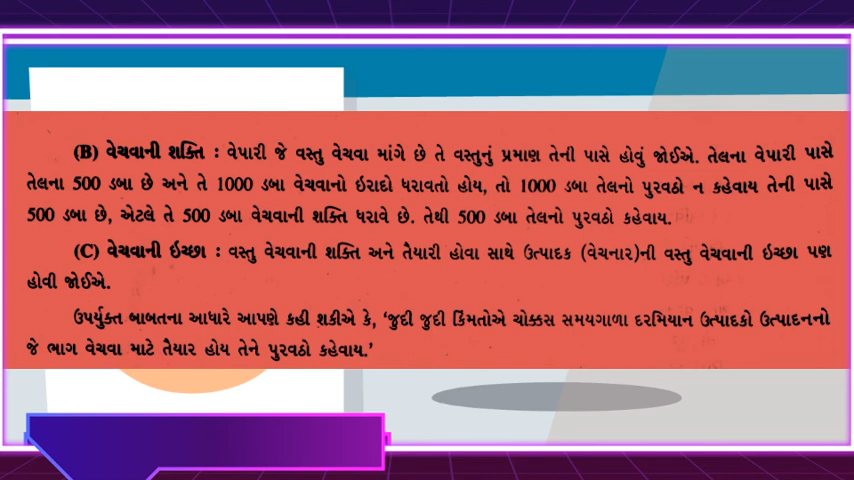 (B) વેચવાની શક્તિ : વેપારી જે વસ્તુ વેચવા માંગે છે તે વસ્તુનું પ્રમાણ તેની પાસે હોવું જોઈએ. તેલના વેપારી પાસે
તેલના 500 ડબા છે અને તે 1000 ડબા વેચવાનો ઇરાદો ધરાવતો હોય, તો 1000 ડબા તેલનો પુરવઠો ન કહેવાય તેની પાસે
500 ડબા છે, એટલે તે 500 ડબા વેચવાની શક્તિ ધરાવે છે. તેથી 500 ડબા તેલનો પુરવઠો કહેવાય.
(C) વેચવાની ઇચ્છા : વસ્તુ વેચવાની શક્તિ અને તૈયારી હોવા સાથે ઉત્પાદક (વેચનાર)ની વસ્તુ વેચવાની ઇચ્છા પણ
હોવી જોઈએ.
ઉપર્યુક્ત બાબતના આધારે આપણે કહી શકીએ કે, ‘જુદી જુદી કિંમતોએ ચોક્કસ સમયગાળા દરમિયાન ઉત્પાદકો ઉત્પાદનનો
જે ભાગ વેચવા માટે તૈયાર હોય તેને પુરવઠો કહેવાય.’